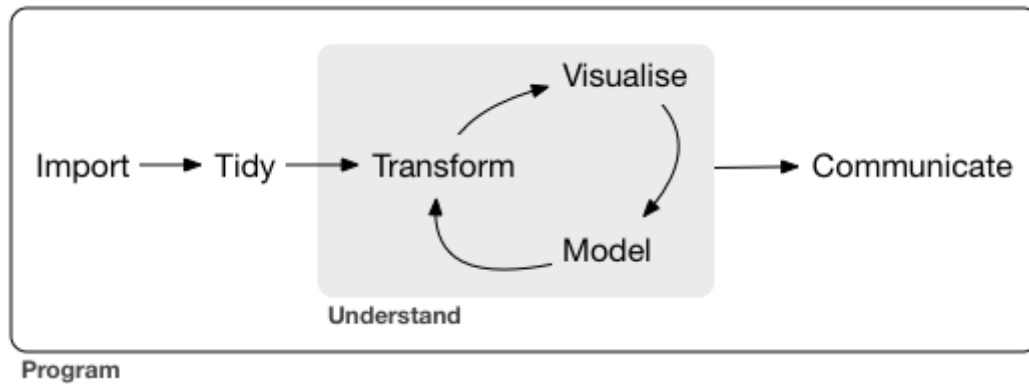 Visualise
Import
Tidy
Transform
Communicate
Model
Understand
Program